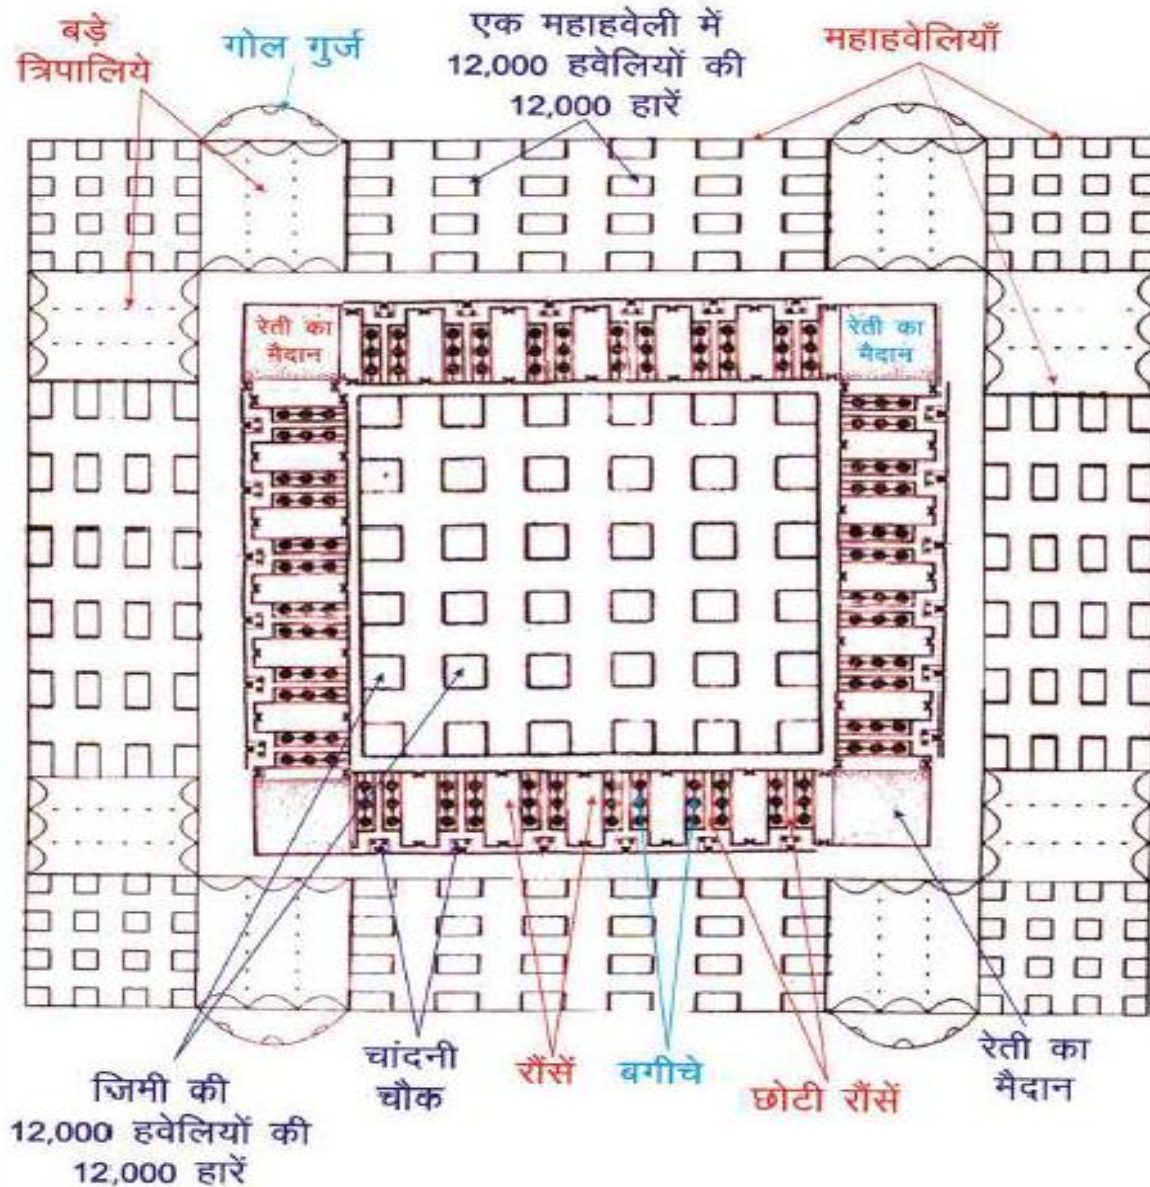 बड़े
त्रिपालिये
गोल गुर्ज
एक महाहवेली में
12,000 हवेलियों की
12,000 हारें
महाहवेलियाँ
रेती का
मैदान
रेती का
मैदान
जिमी की
12,000 हवेलियों की
12,000 हारें
चांदनी
चौक
रौंसें
बगीचे
छोटी रौंसें
रेती का
मैदान